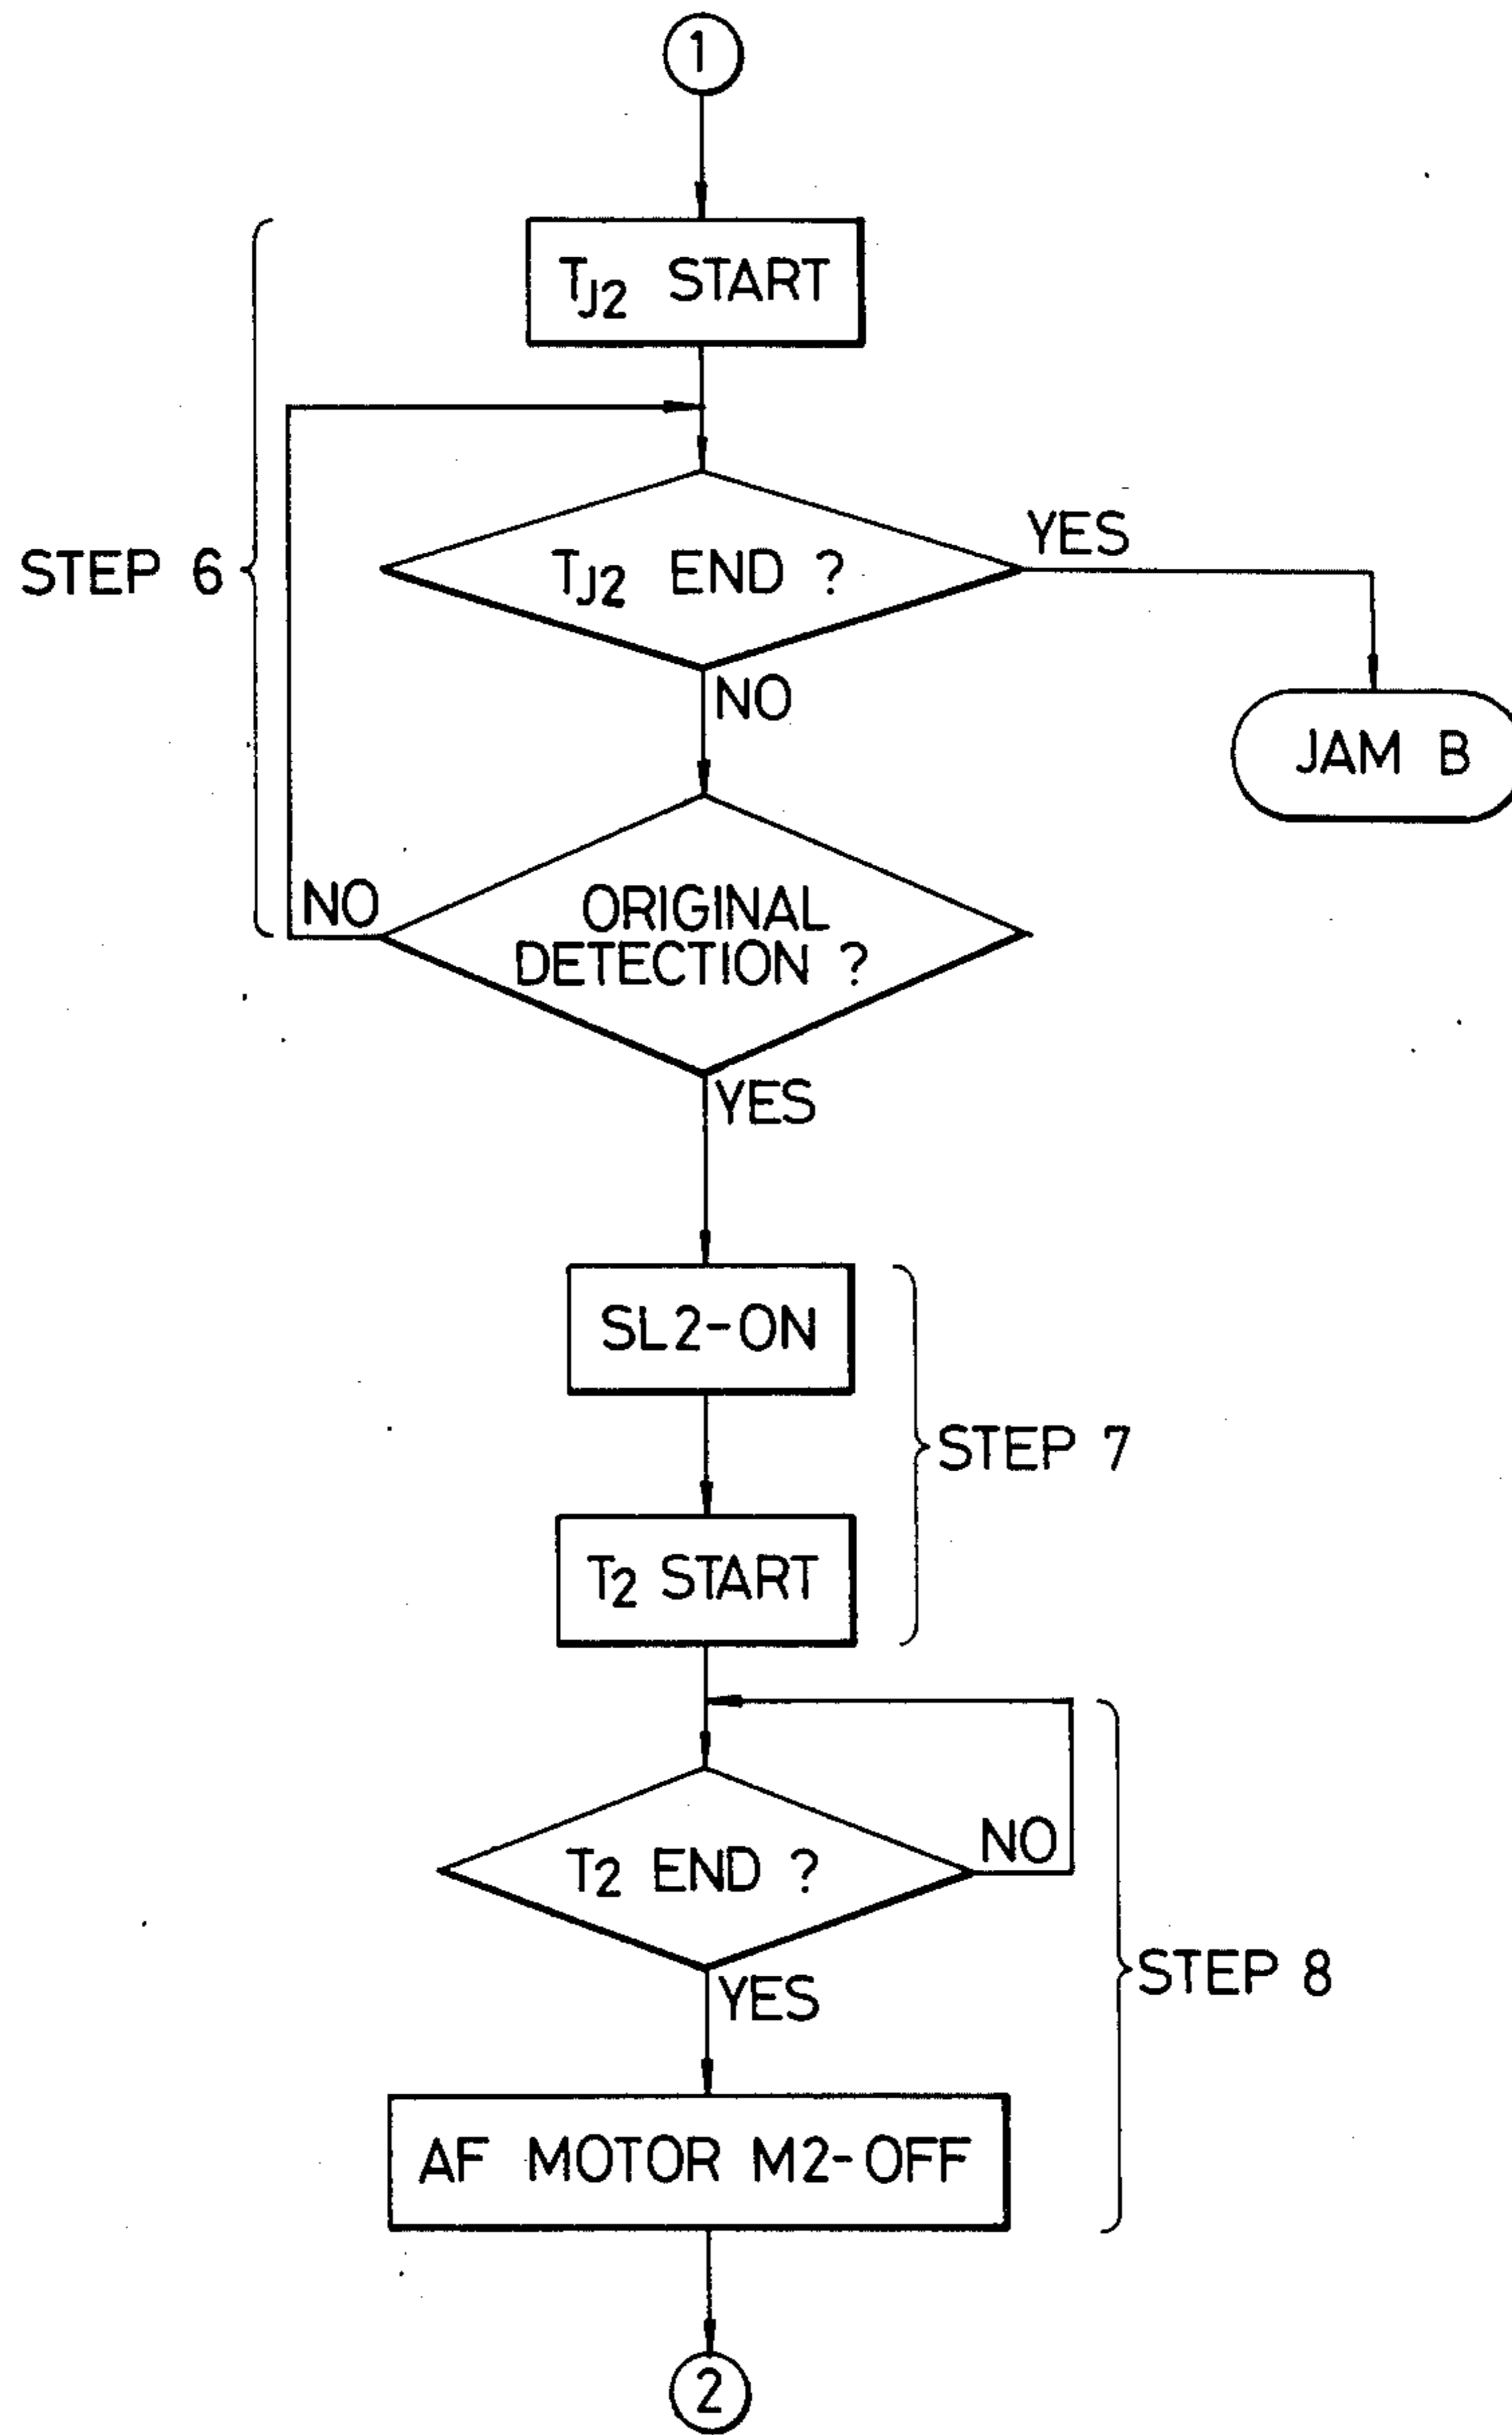 1
TJ2 START
STEP 6
TJ2 END ?
YES
NO
JAM B
NO
ORIGINAL
DETECTION ?
YES
SL2-ON
STEP 7
T2 START
T2 END ?
NO
YES
STEP 8
AF MOTOR M2-OFF
2